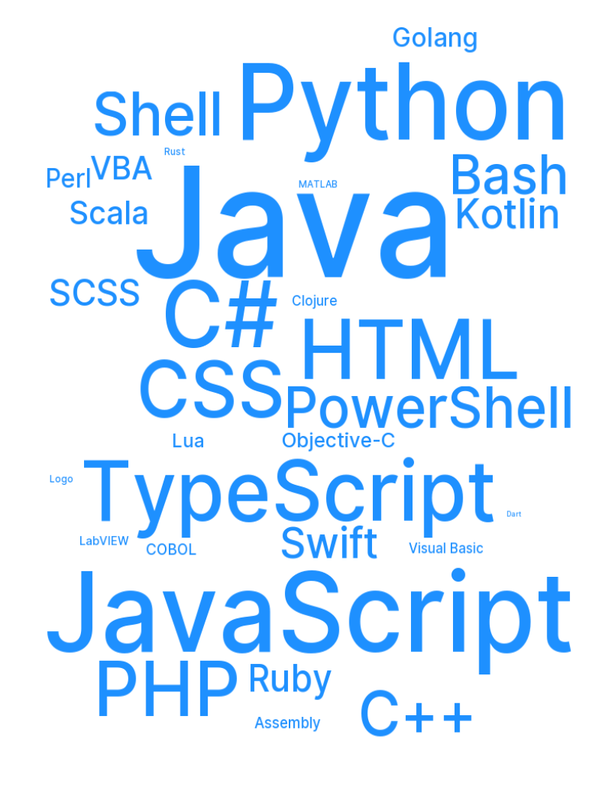 Golang
Python
Shell
Rust
VBA
Perl
MATLAB
Bash
Java
Scala
Kotlin
SCSS
Clojure
C#
HTML
CSS
PowerShell
Lua
Objective-C
Logo
TypeScript
Dart
LabVIEW
COBOL
Swift
Visual Basic
JavaScript
PHP
Ruby
C++
Assembly